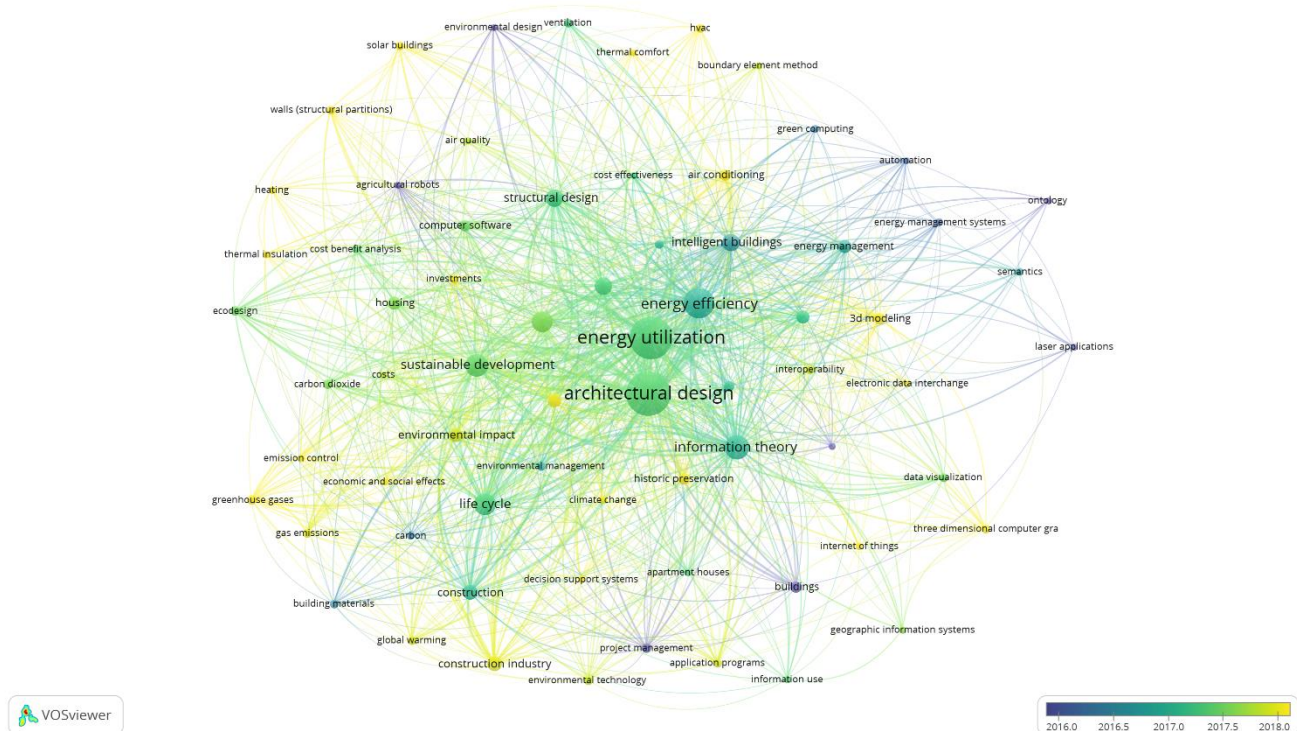 environmental design
ventilation
hvac
solar buildings
thermal comfort
boundary element method
walls (structural partitions)
green computing
air quality
automation
cost effectiveness
air conditioning
heating
agricultural robots
structural design
ontology
computer software
energy management systems
intelligent buildings
energy management
cost benefit analysis
thermal insulation
semantics
investments
housing
energy efficiency
ecodesign
3d modeling
energy utilization
laser applications
sustainable development
interoperability
costs
carbon dioxide
electronic data interchange
architectural design
environmental impact
information theory
emission control
environmental management
historic preservation
data visualization
economic and social effects
greenhouse gases
climate change
life cycle
three dimensional computer gra
gas emissions
carbon
internet of things
decision support systems
apartment houses
buildings
construction
building materials
geographic information systems
global warming
project management
construction industry
application programs
environmental technology
information use
VOSviewer
2016.0 2016.5 2017.0 2017.5 2018.0